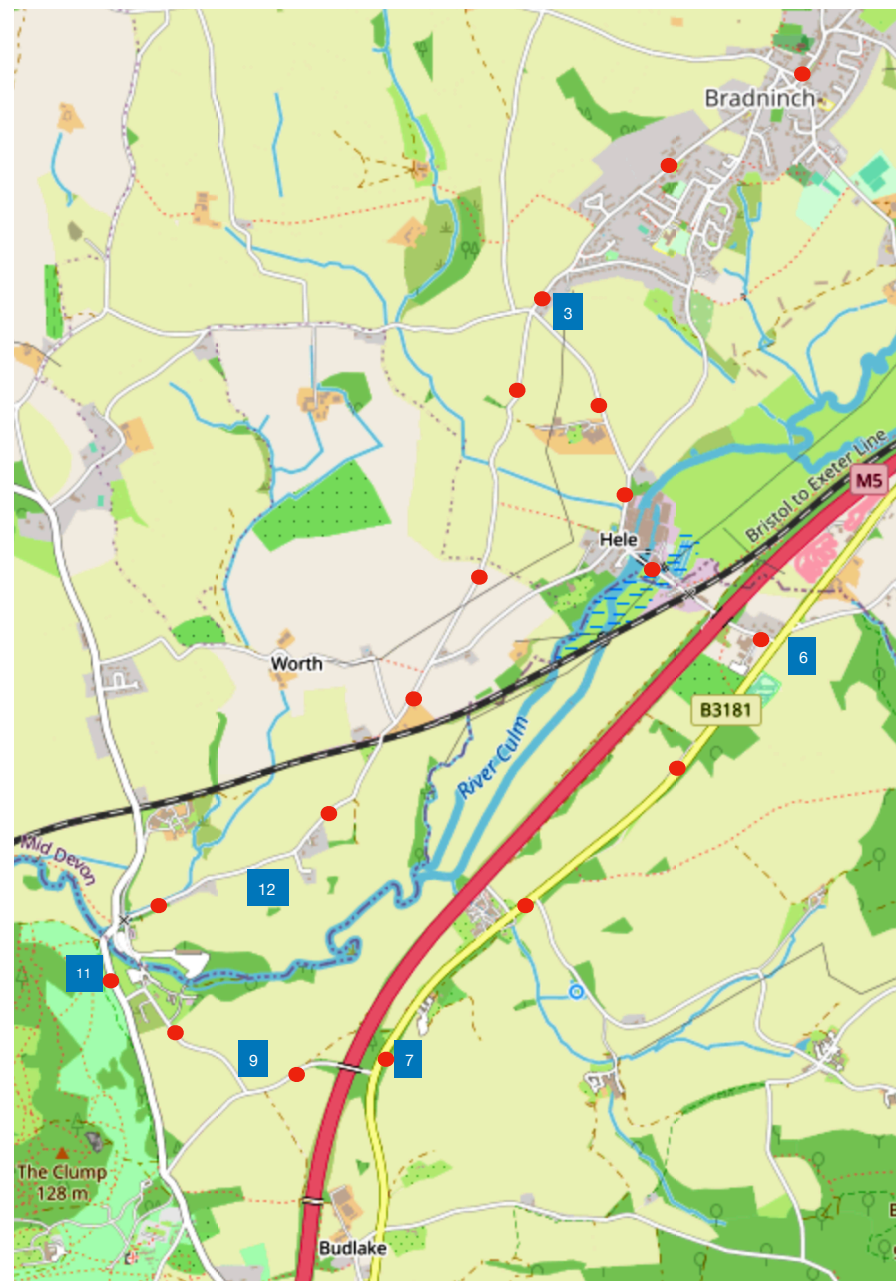 Bradninch
3
Bristol to Exeter Line
M5
Hele
6
Worth
B3181
River Culm
Mid Devon
12
11
9
7
The Clump
128 m
Budlake